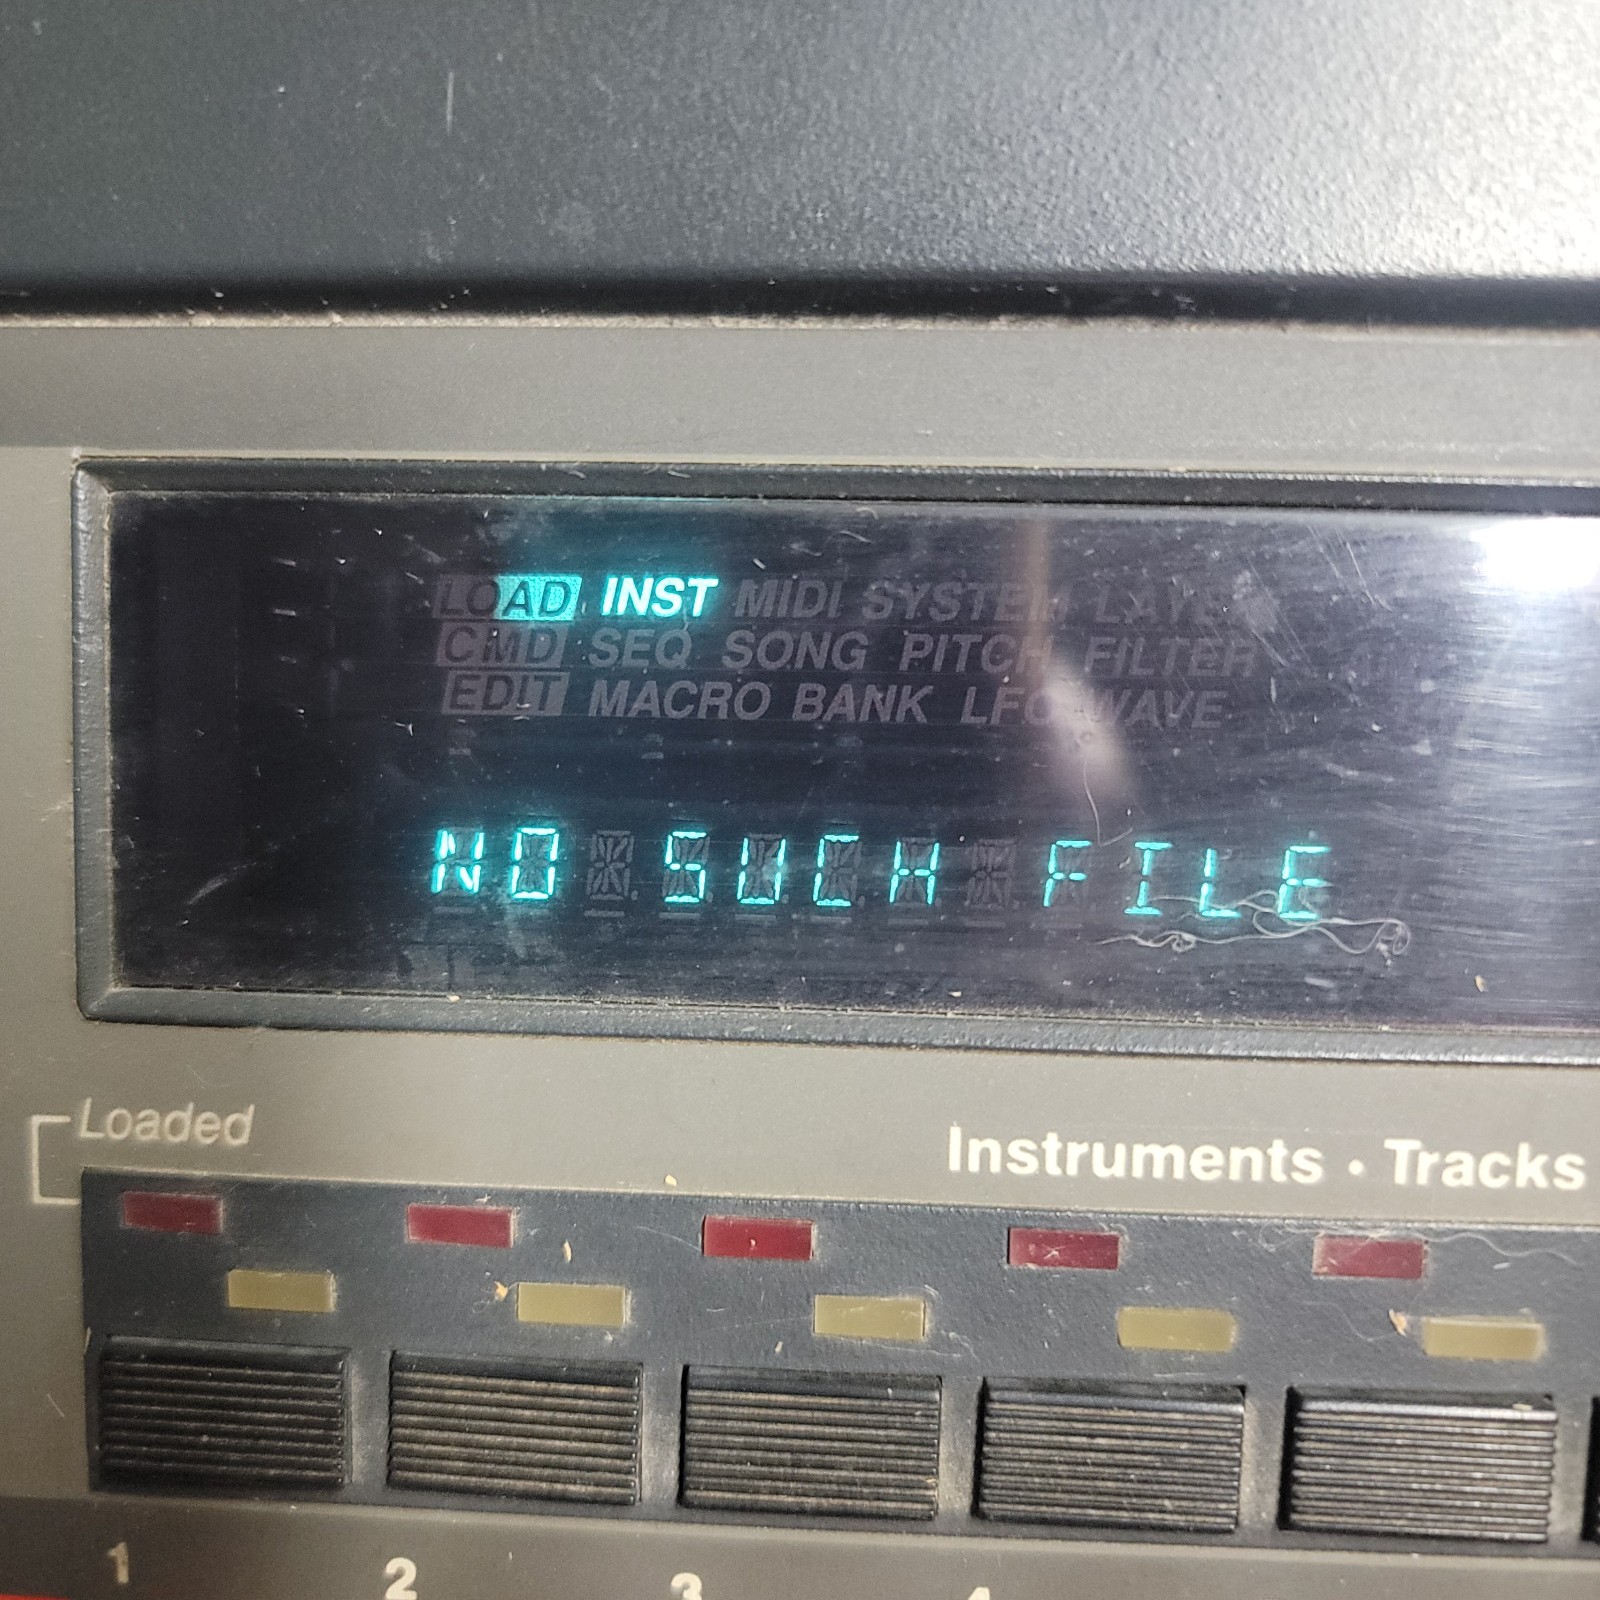 LOAD INST MIDI SYSTEM LAYER
CMD SEQ SONG PITCH FILTER
EDIT MACRO BANK LFO WAVE
NO SUCH FILE
Loaded
Instruments • Tracks
1 2 3 4